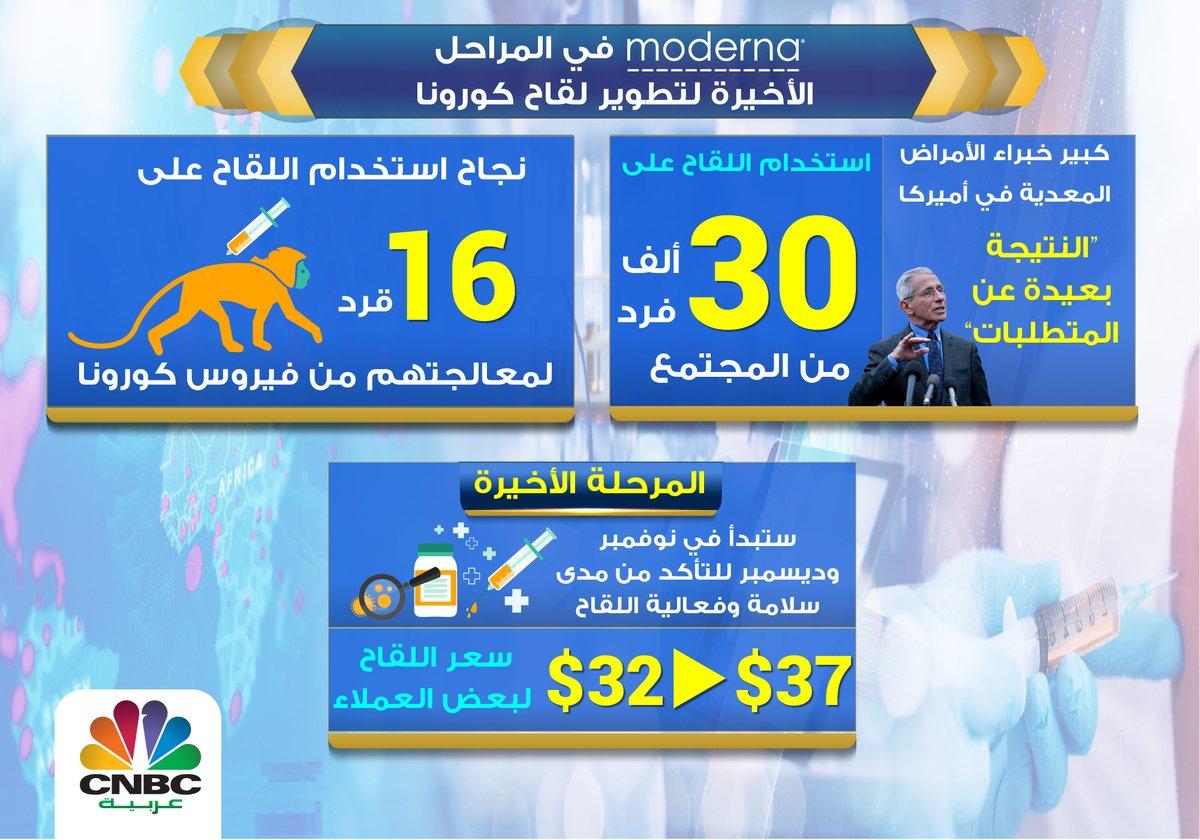 moderna في المراحل
الأخيرة لتطوير لقاح كورونا
كبير خبراء الأمراض
المعدية في أميركا
"النتيجة
بعيدة عن
المتطلبات"
استخدام اللقاح على
30 ألف
فرد
من المجتمع
نجاح استخدام اللقاح على
16 قرد
لمعالجتهم من فيروس كورونا
AFRICA
المرحلة الأخيرة
ستبدأ في نوفمبر
وديسمبر للتأكد من مدى
سلامة وفعالية اللقاح
$32 ▶ $37
سعر اللقاح
لبعض العملاء
CNBC
عربية